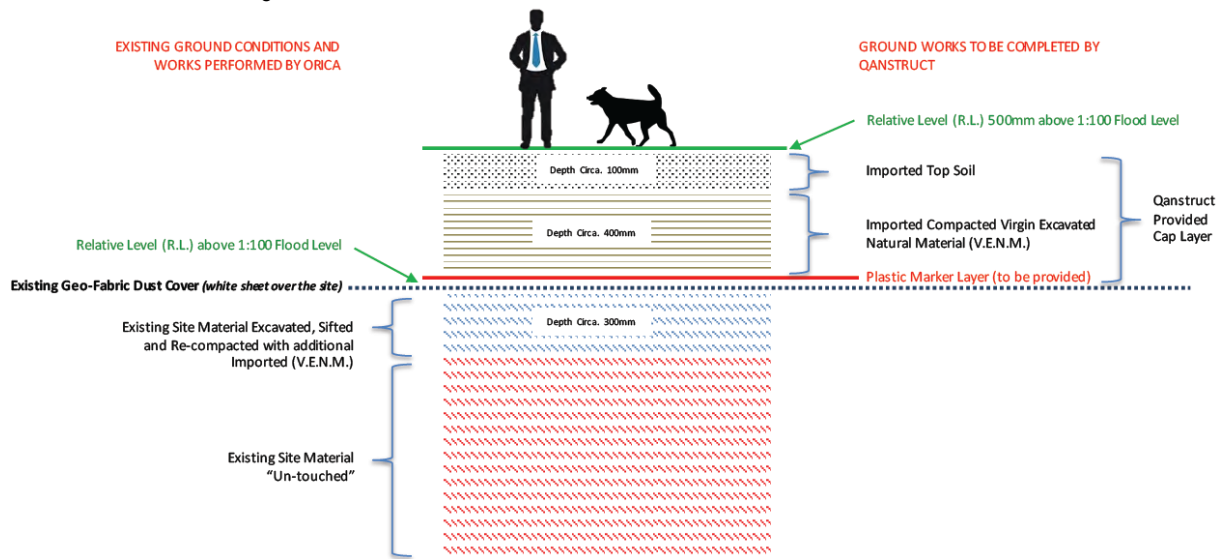 EXISTING GROUND CONDITIONS AND
WORKS PERFORMED BY ORICA
GROUND WORKS TO BE COMPLETED BY
QANSTRUCT
Relative Level (R.L.) 500mm above 1:100 Flood Level
Depth Circa. 100mm
Imported Top Soil
Qanstruct
Provided
Cap Layer
Depth Circa. 400mm
Imported Compacted Virgin Excavated
Natural Material (V.E.N.M.)
Relative Level (R.L.) above 1:100 Flood Level
Plastic Marker Layer (to be provided)
Existing Geo-Fabric Dust Cover (white sheet over the site)
Depth Circa. 300mm
Existing Site Material Excavated, Sifted
and Re-compacted with additional
Imported (V.E.N.M.)
Existing Site Material
“Un-touched”